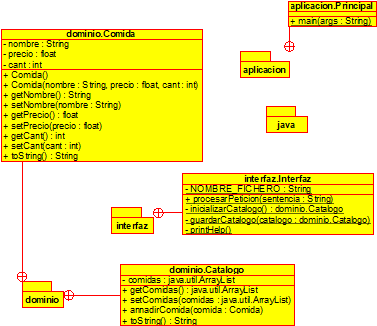 aplicacion.Principal
+ main(args : String)
dominio.Comida
- nombre : String
- precio : float
- cant : int
+ Comida()
+ Comida(nombre : String, precio : float, cant : int)
+ getNombre() : String
+ setNombre(nombre : String)
+ getPrecio() : float
+ setPrecio(precio : float)
+ getCant() : int
+ setCant(cant : int)
+ toString() : String
aplicacion
java
interfaz.Interfaz
- NOMBRE_FICHERO : String
+ procesarPeticion(sentencia : String)
- inicializarCatalogo() : dominio.Catalogo
- guardarCatalogo(catalogo : dominio.Catalogo)
- printHelp()
interfaz
dominio.Catalogo
- comidas : java.util.ArrayList
+ getComidas() : java.util.ArrayList
+ setComidas(comidas : java.util.ArrayList)
+ annadirComida(comida : Comida)
+ toString() : String
dominio